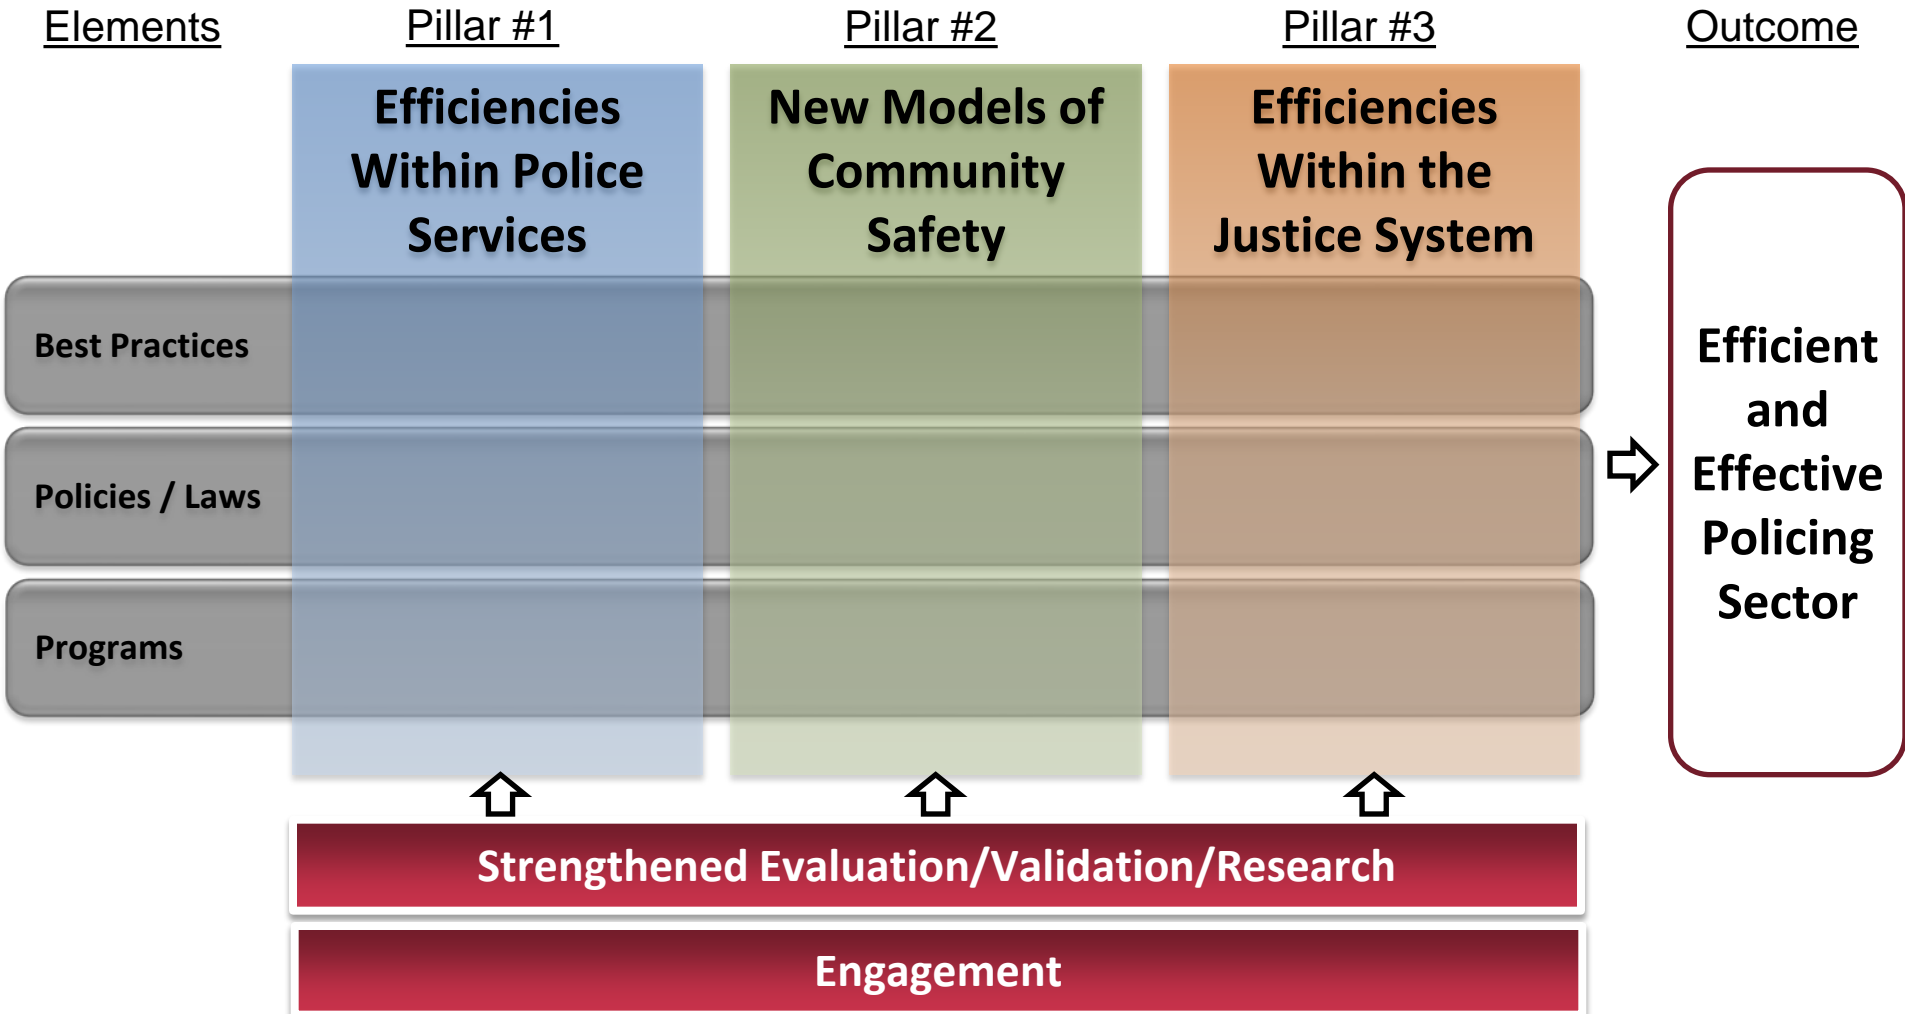 Elements
Pillar #1
Pillar #2
Pillar #3
Outcome
Efficiencies
Within Police
Services
New Models of
Community
Safety
Efficiencies
Within the
Justice System
Best Practices
Policies / Laws
Programs
Efficient
and
Effective
Policing
Sector
Strengthened Evaluation/Validation/Research
Engagement